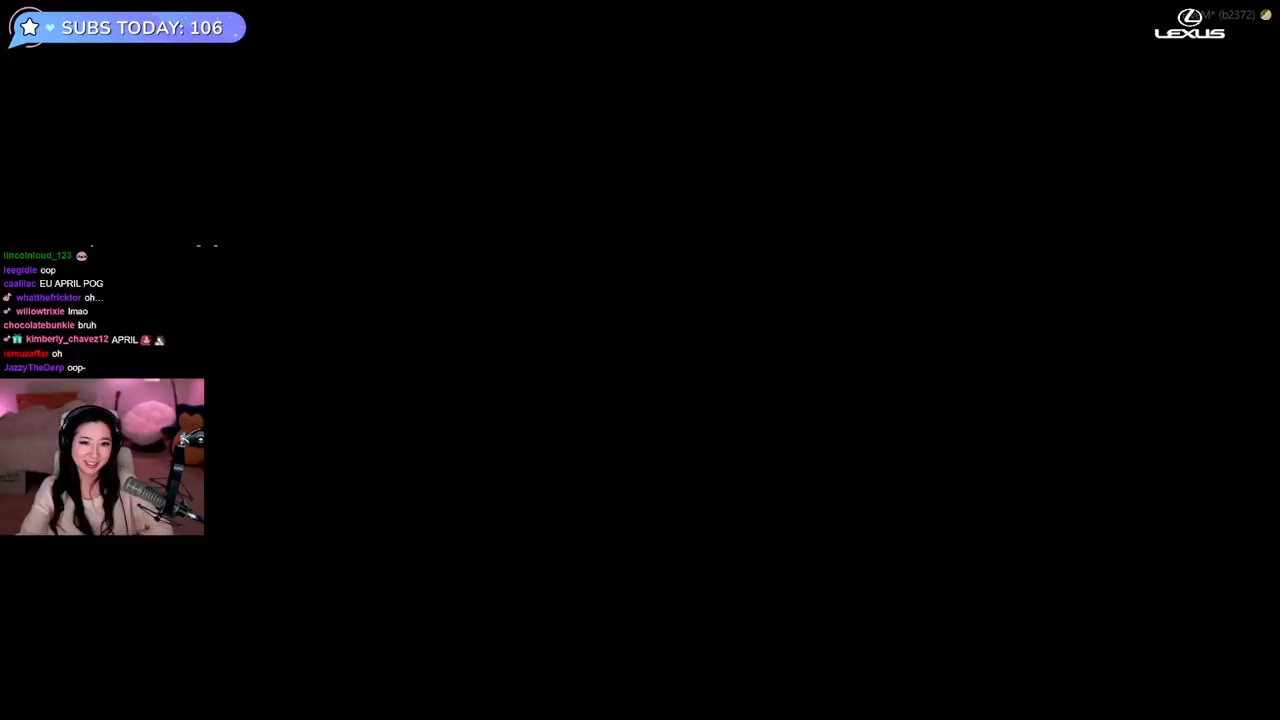 SUBS TODAY: 106
M* (b2372)
LEXUS
lincolnloud_123
leegidle oop
caalilac EU APRIL POG
whatthefricktor oh...
willowtrixie lmao
chocolatebunkie bruh
kimberly_chavez12 APRIL
ismuzaffar oh
JazzyTheDerp oop-